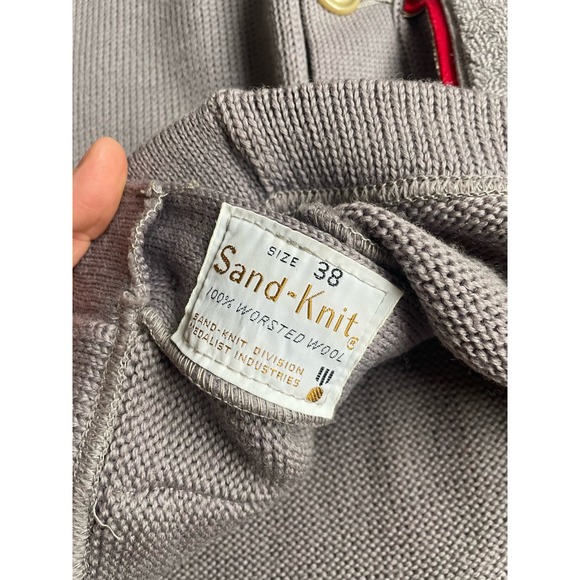 SIZE 38
Sand-Knit®
100% WORSTED WOOL
SAND-KNIT DIVISION
MEDALIST INDUSTRIES